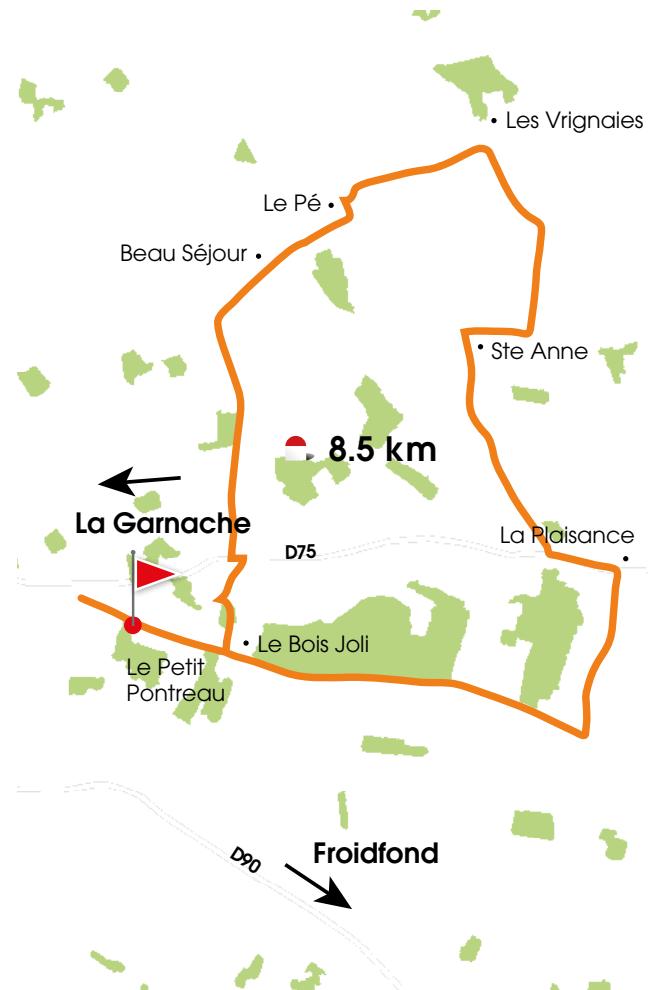 Les Vrignaies
Le Pé
Beau Séjour
Ste Anne
8.5 km
La Garnache
La Plaisance
D75
Le Bois Joli
Le Petit
Pontreau
Froidfond
D90